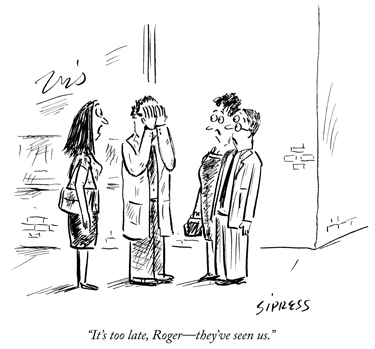 SIPRESS
“It’s too late, Roger—they’ve seen us.”